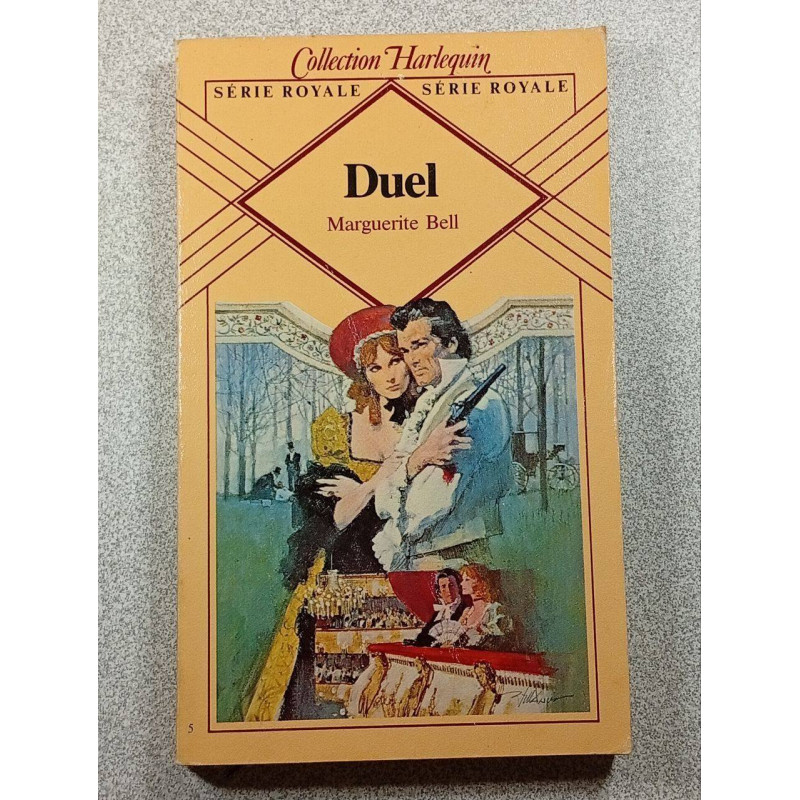 Collection Harlequin
SÉRIE ROYALE SÉRIE ROYALE
Duel
Marguerite Bell
5